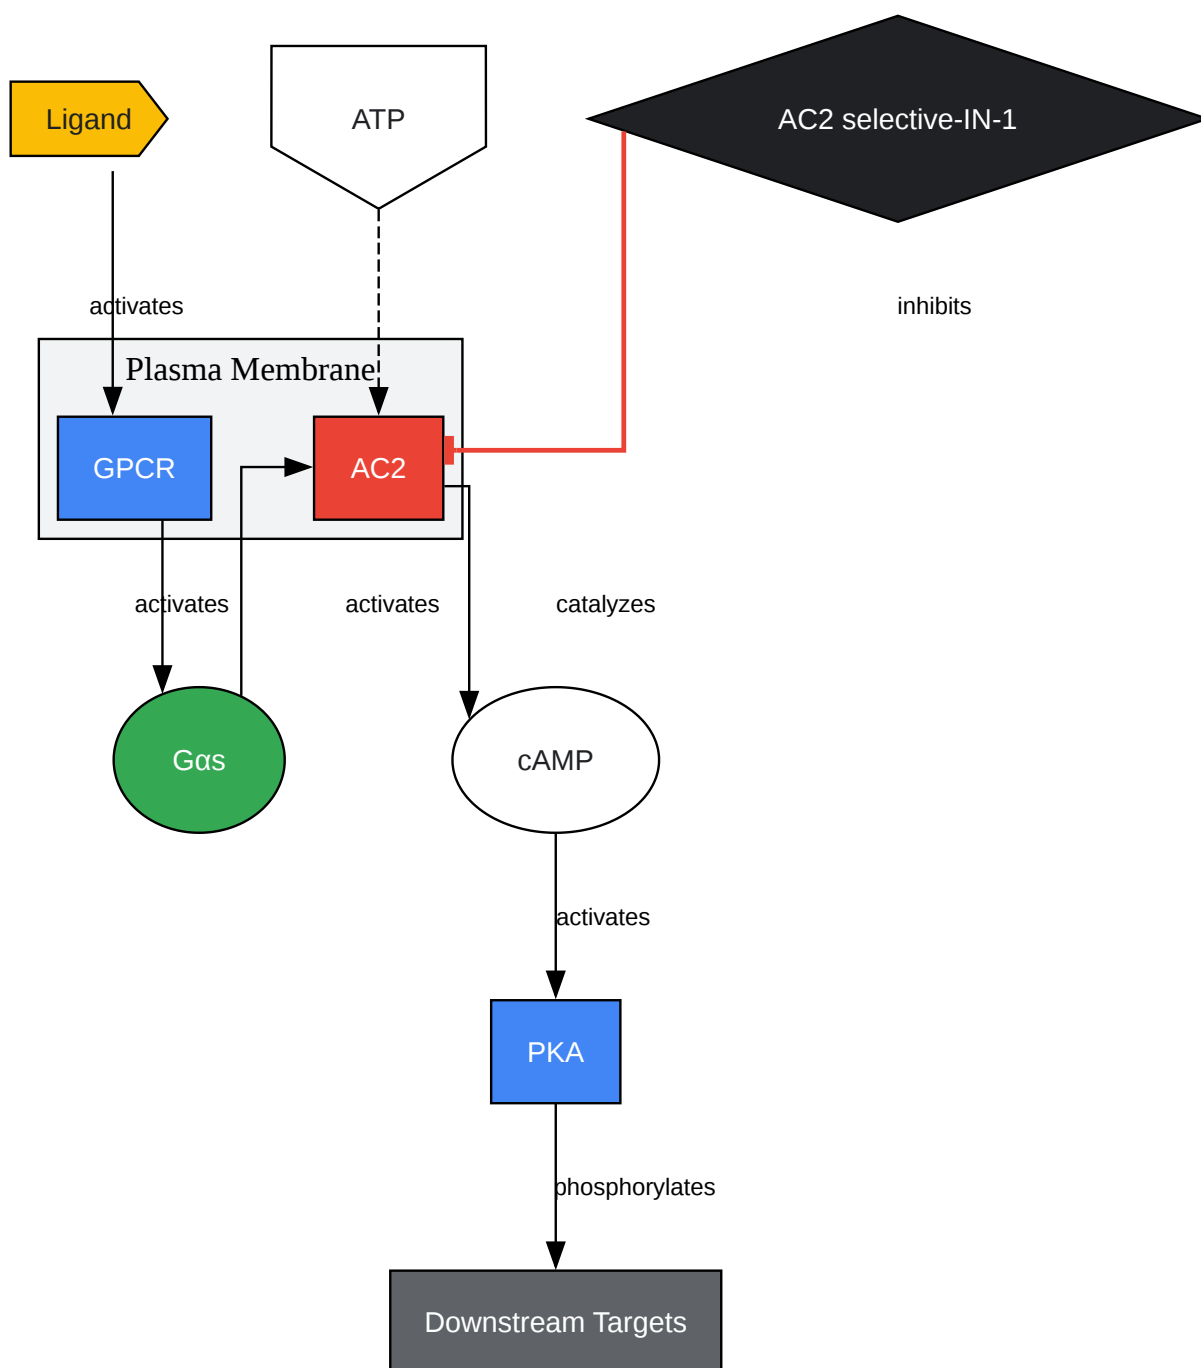 Ligand
ATP
AC2 selective-IN-1
activates
inhibits
Plasma Membrane
GPCR
AC2
activates
activates
catalyzes
Gαs
cAMP
activates
PKA
phosphorylates
Downstream Targets